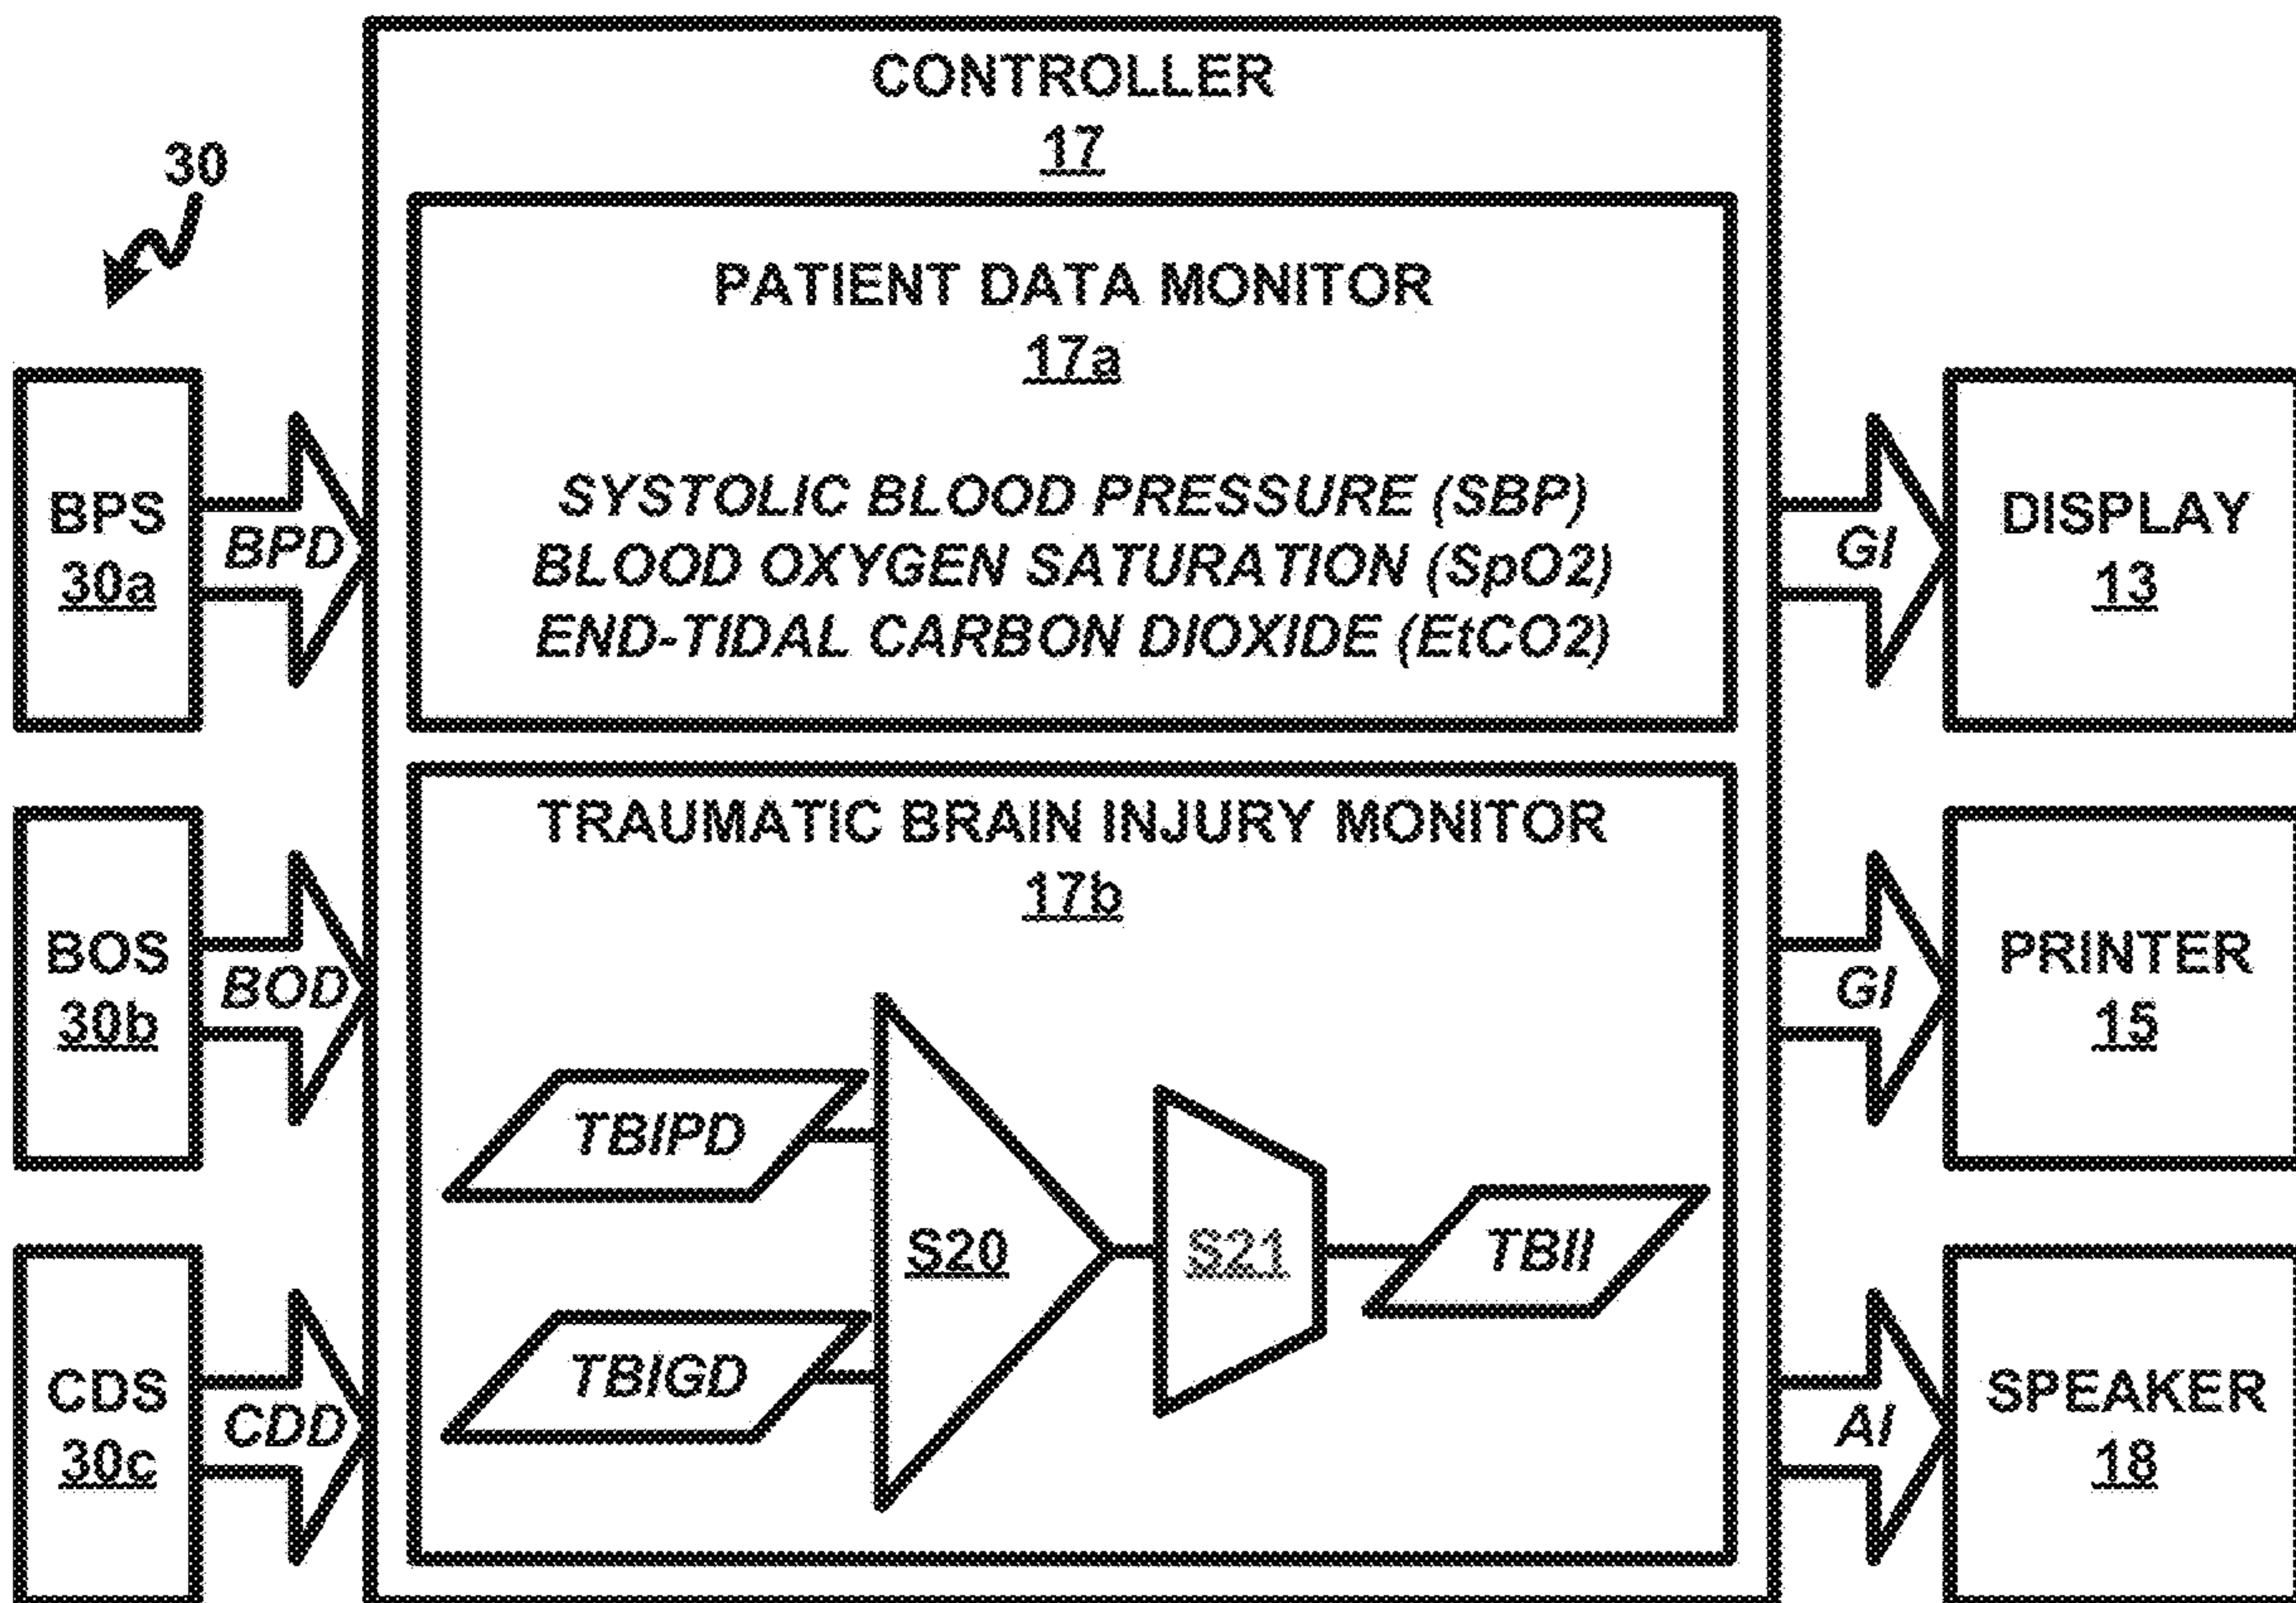 CONTROLLER
17
30
PATIENT DATA MONITOR
17a
SYSTOLIC BLOOD PRESSURE (SBP)
BLOOD OXYGEN SATURATION (SpO2)
END-TIDAL CARBON DIOXIDE (EtCO2)
BPS
30a
BPD
GI
DISPLAY
13
TRAUMATIC BRAIN INJURY MONITOR
17b
BOS
30b
BOD
GI
PRINTER
15
TBIPD
TBIGD
S20
S21
TBII
CDS
30c
CDD
AI
SPEAKER
18